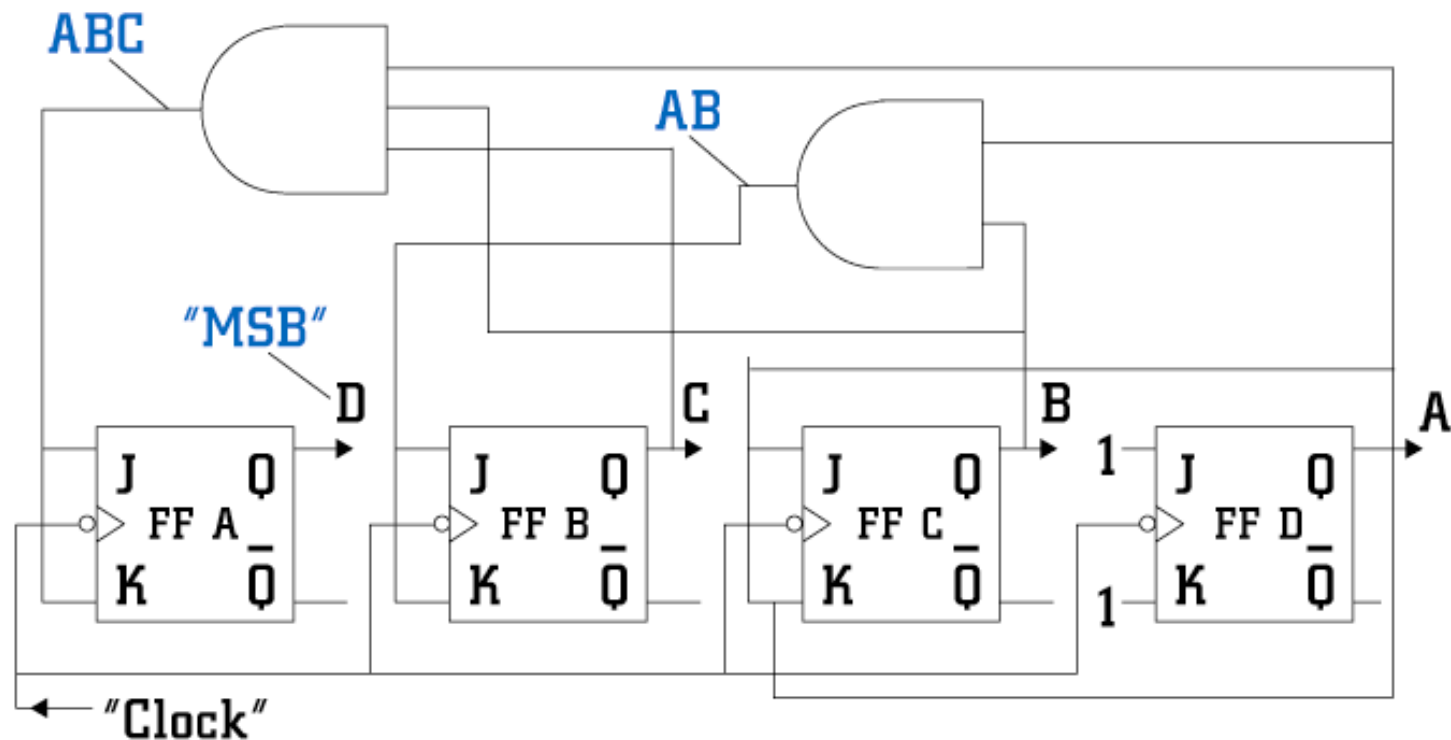 ABC
AB
"MSB"
D
C
B
A
J Q
FF A
K Q̅
J Q
FF B
K Q̅
J Q
FF C
K Q̅
1 J Q
FF D
1 K Q̅
"Clock"